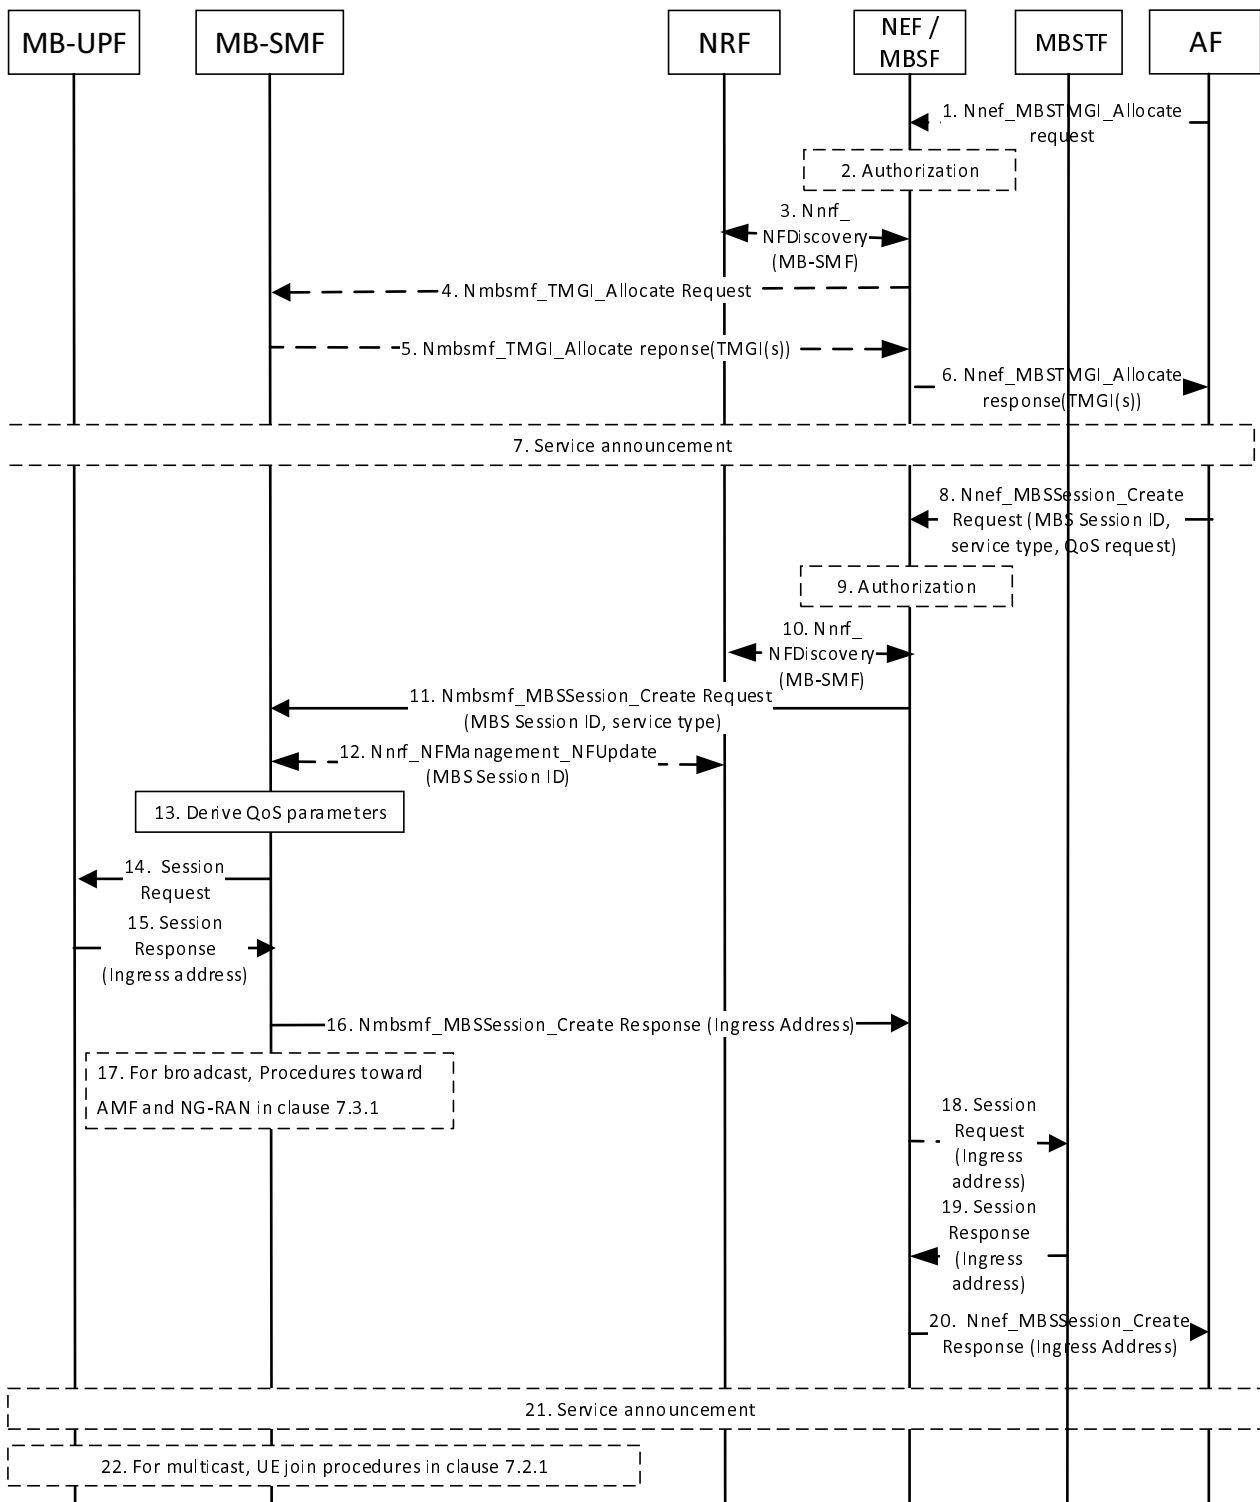 MB-UPF
MB-SMF
NRF
NEF /
MBSF
MBSTF
AF
1. Nnef_MBSTMGI_Allocate
request
2. Authorization
3. Nnrf_
NFDiscovery
(MB-SMF)
4. Nmbsmf_TMGI_Allocate Request
5. Nmbsmf_TMGI_Allocate reponse(TMGI(s))
6. Nnef_MBSTMGI_Allocate
response(TMGI(s))
7. Service announcement
8. Nnef_MBSSession_Create
Request (MBS Session ID,
service type, QoS request)
9. Authorization
10. Nnrf_
NFDiscovery
(MB-SMF)
11. Nmbsmf_MBSSession_Create Request
(MBS Session ID, service type)
12. Nnrf_NFManagement_NFUpdate
(MBS Session ID)
13. Derive QoS parameters
14. Session
Request
15. Session
Response
(Ingress address)
16. Nmbsmf_MBSSession_Create Response (Ingress Address)
17. For broadcast, Procedures toward
AMF and NG-RAN in clause 7.3.1
18. Session
Request
(Ingress
address)
19. Session
Response
(Ingress
address)
20. Nnef_MBSSession_Create
Response (Ingress Address)
21. Service announcement
22. For multicast, UE join procedures in clause 7.2.1